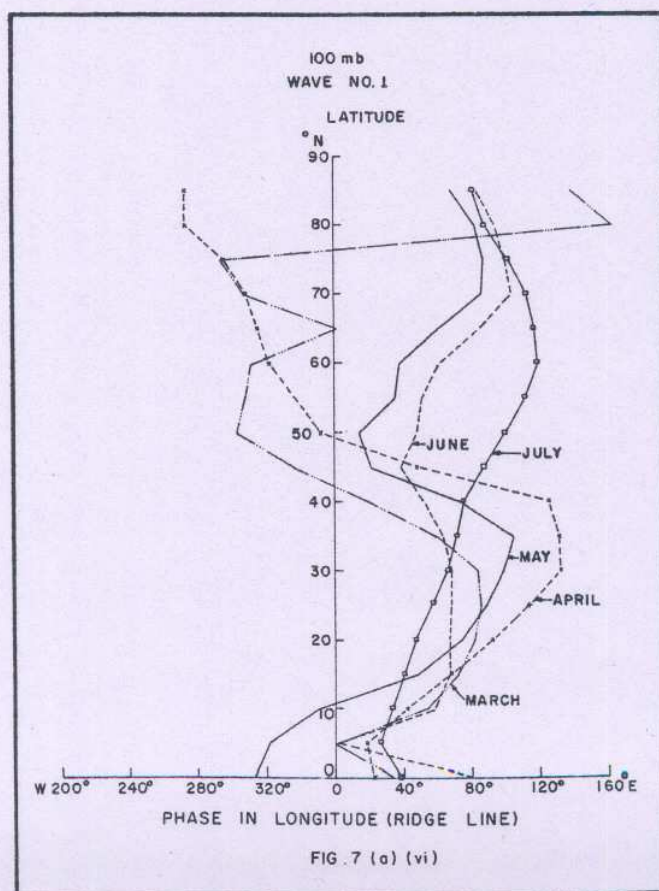 100 mb
WAVE NO. 1
LATITUDE
°N
90
80
70
60
50
40
30
20
10
0
JUNE
JULY
MAY
APRIL
MARCH
W 200° 240° 280° 320° 0 40° 80° 120° 160° E
PHASE IN LONGITUDE (RIDGE LINE)
FIG. 7 (a) (vi)